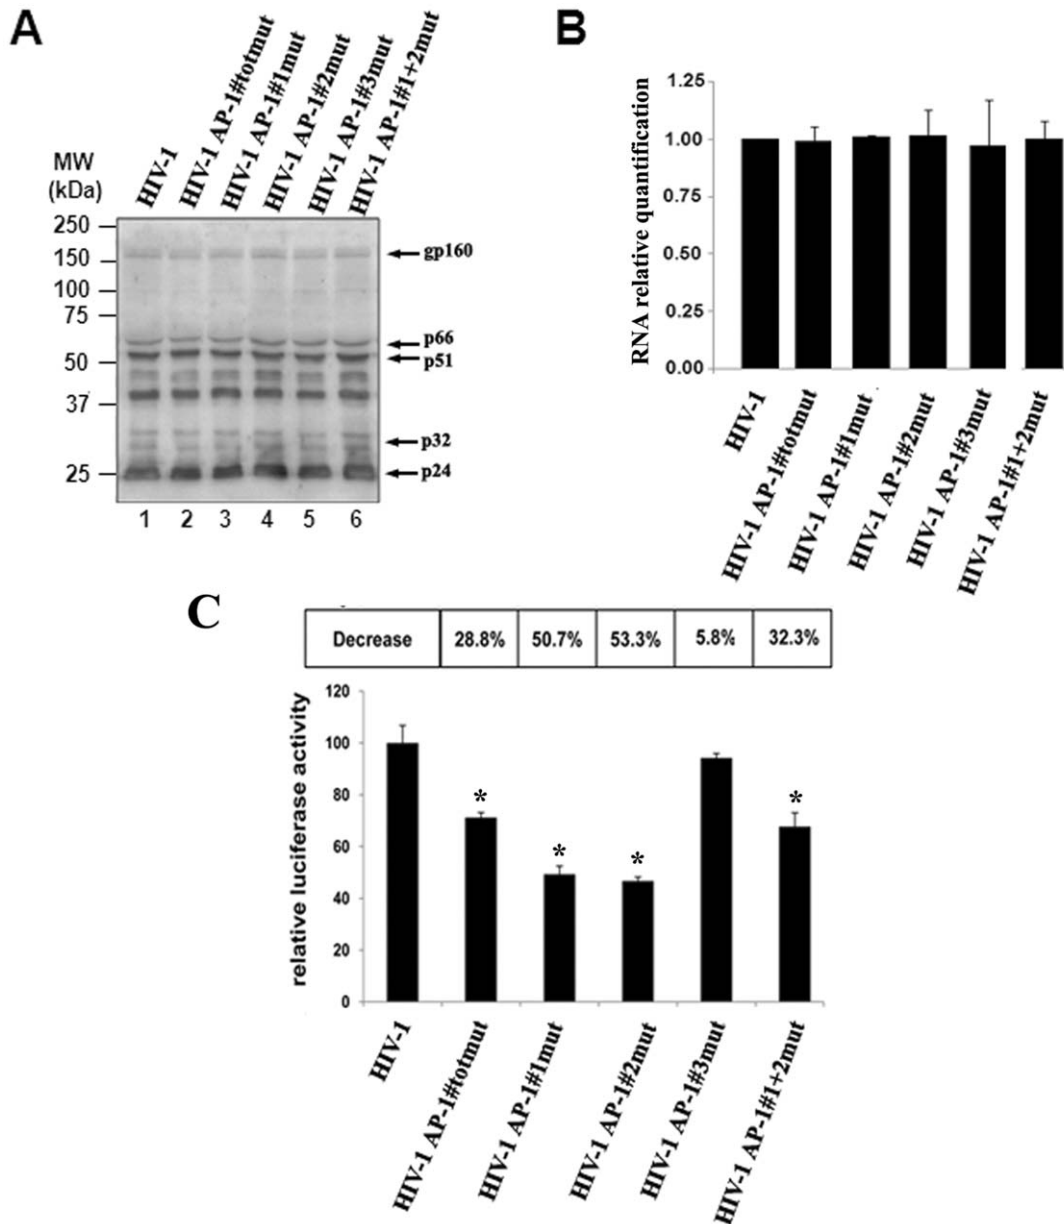 A
HIV-1
HIV-1 AP-1#totmut
HIV-1 AP-1#1mut
HIV-1 AP-1#2mut
HIV-1 AP-1#3mut
HIV-1 AP-1#1+2mut
MW
(kDa)
250
150
100
75
50
37
25
gp160
p66
p51
p32
p24
1 2 3 4 5 6
B
RNA relative quantification
1.25
1.00
0.75
0.50
0.25
0.00
HIV-1
HIV-1 AP-1#totmut
HIV-1 AP-1#1mut
HIV-1 AP-1#2mut
HIV-1 AP-1#3mut
HIV-1 AP-1#1+2mut
C
Decrease 28.8% 50.7% 53.3% 5.8% 32.3%
relative luciferase activity
120
100
80
60
40
20
0
* * * *
HIV-1
HIV-1 AP-1#totmut
HIV-1 AP-1#1mut
HIV-1 AP-1#2mut
HIV-1 AP-1#3mut
HIV-1 AP-1#1+2mut